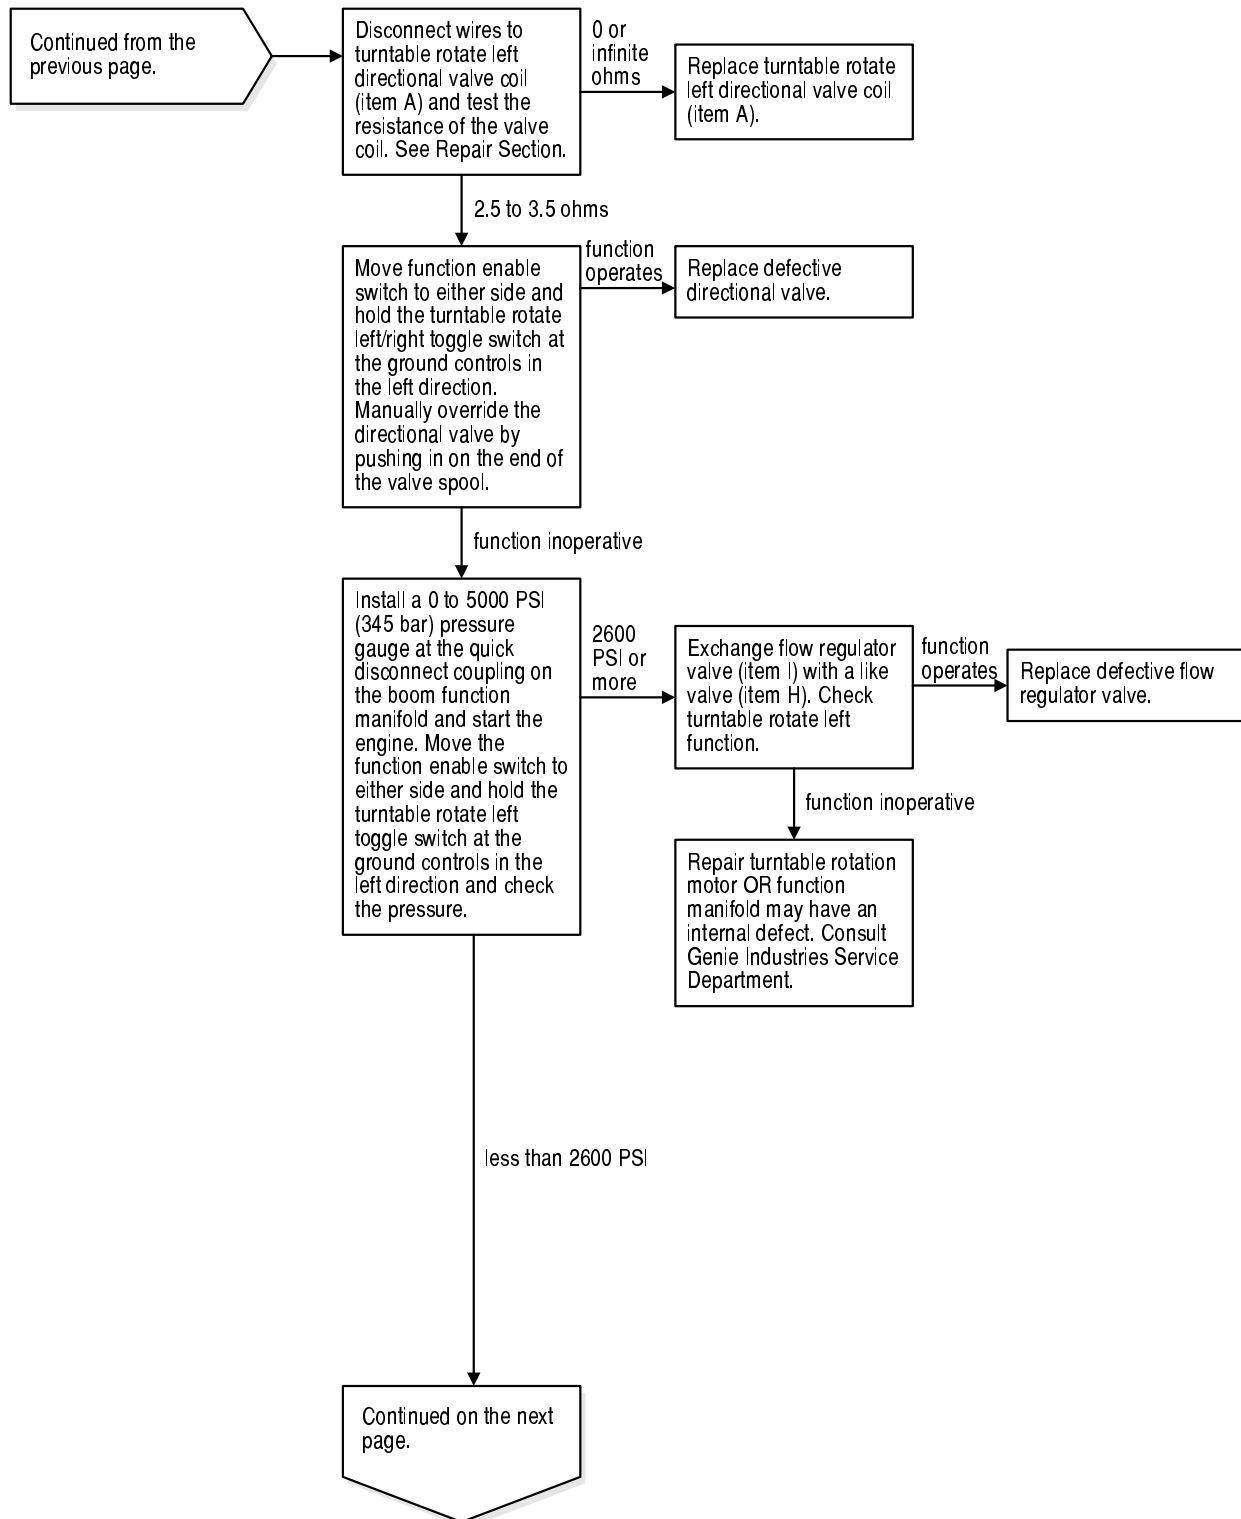 Continued from the
previous page.
Disconnect wires to
turntable rotate left
directional valve coil
(item A) and test the
resistance of the valve
coil. See Repair Section.
0 or
infinite
ohms
Replace turntable rotate
left directional valve coil
(item A).
2.5 to 3.5 ohms
Move function enable
switch to either side and
hold the turntable rotate
left/right toggle switch at
the ground controls in
the left direction.
Manually override the
directional valve by
pushing in on the end of
the valve spool.
function
operates
Replace defective
directional valve.
function inoperative
Install a 0 to 5000 PSI
(345 bar) pressure
gauge at the quick
disconnect coupling on
the boom function
manifold and start the
engine. Move the
function enable switch to
either side and hold the
turntable rotate left
toggle switch at the
ground controls in the
left direction and check
the pressure.
2600
PSI or
more
Exchange flow regulator
valve (item I) with a like
valve (item H). Check
turntable rotate left
function.
function
operates
Replace defective flow
regulator valve.
function inoperative
Repair turntable rotation
motor OR function
manifold may have an
internal defect. Consult
Genie Industries Service
Department.
less than 2600 PSI
Continued on the next
page.